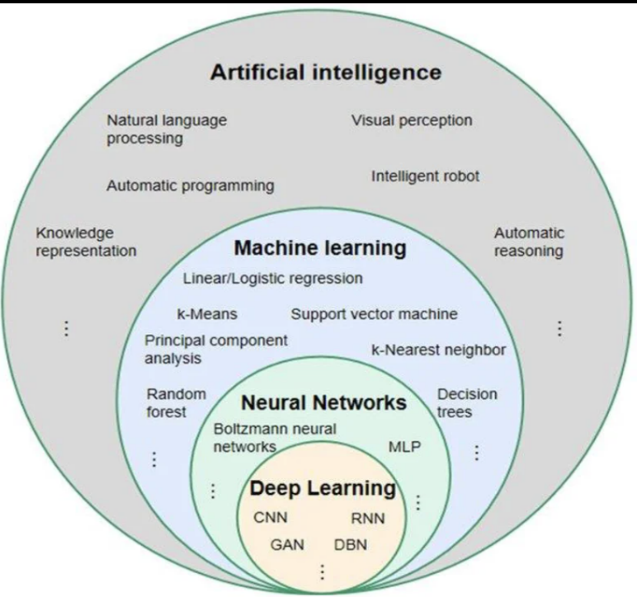 Artificial intelligence
Natural language
processing
Visual perception
Automatic programming
Intelligent robot
Knowledge
representation
Automatic
reasoning
⋮
⋮
Machine learning
Linear/Logistic regression
k-Means
Support vector machine
Principal component
analysis
k-Nearest neighbor
Random
forest
Decision
trees
⋮
⋮
Neural Networks
Boltzmann neural
networks
MLP
⋮
⋮
Deep Learning
CNN
RNN
GAN
DBN
⋮